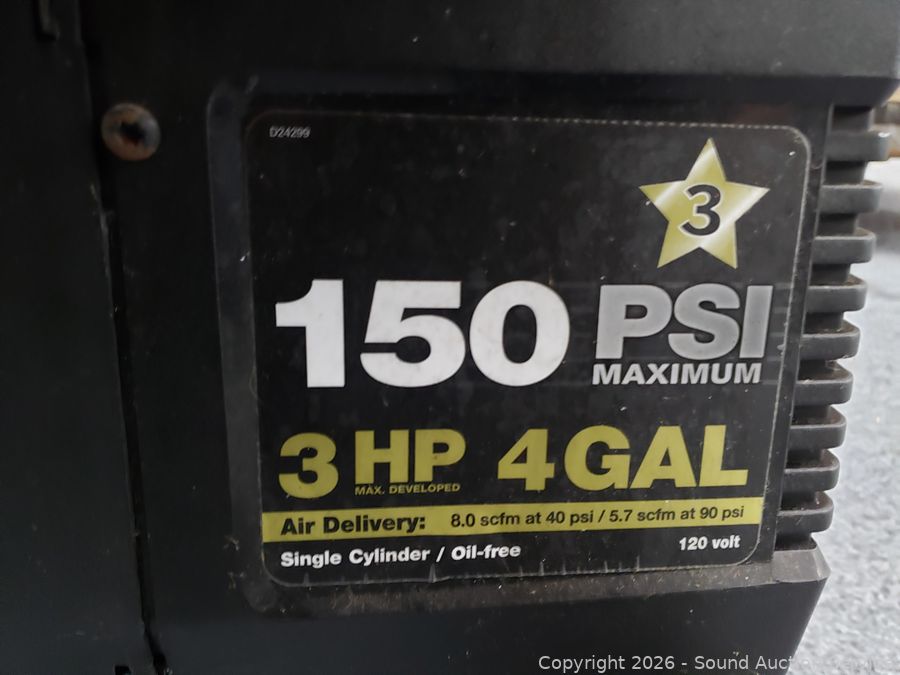 D24299
3
150 PSI
MAXIMUM
3 HP 4 GAL
MAX. DEVELOPED
Air Delivery: 8.0 scfm at 40 psi / 5.7 scfm at 90 psi
Single Cylinder / Oil-free 120 volt
Copyright 2026 - Sound Auction Service